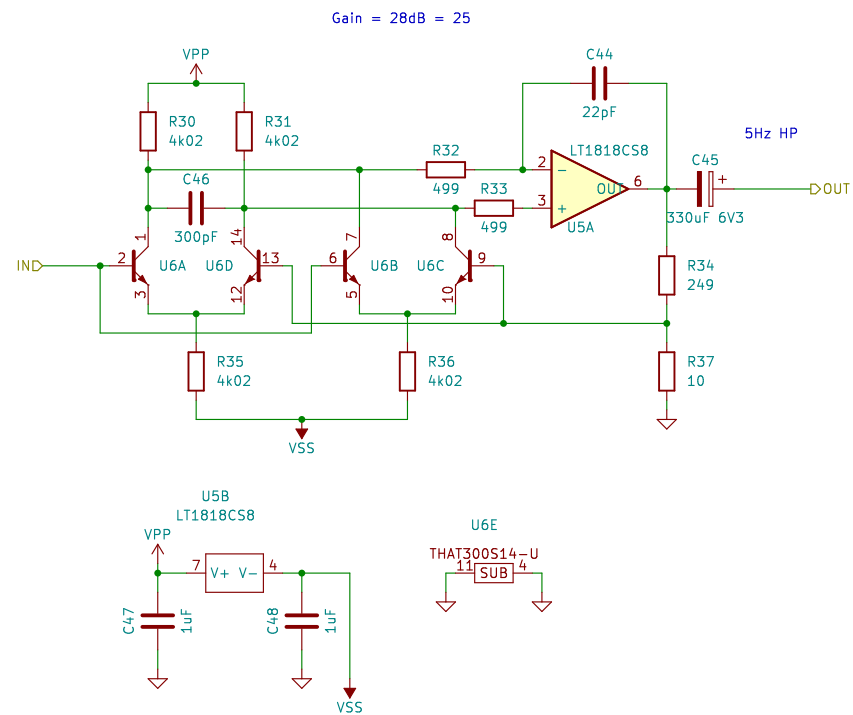 Gain = 28dB = 25
VPP
C44
22pF
R30
4k02
R31
4k02
5Hz HP
R32
499
LT1818CS8
2
-
3
+
OUT
6
U5A
C45
+
330uF 6V3
OUT
C46
300pF
R33
499
IN
1
2
3
U6A
14
13
12
U6D
7
6
5
U6B
8
9
10
U6C
R34
249
R35
4k02
R36
4k02
R37
10
VSS
U5B
LT1818CS8
VPP
7
V+
V-
4
C47
1uF
C48
1uF
VSS
U6E
THAT300S14-U
11
SUB
4